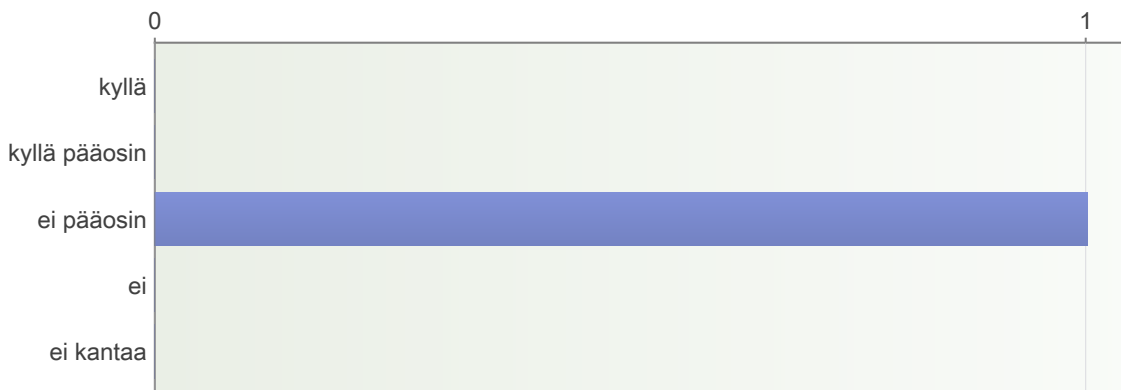 0 1
kyllä
kyllä pääosin
ei pääosin
ei
ei kantaa